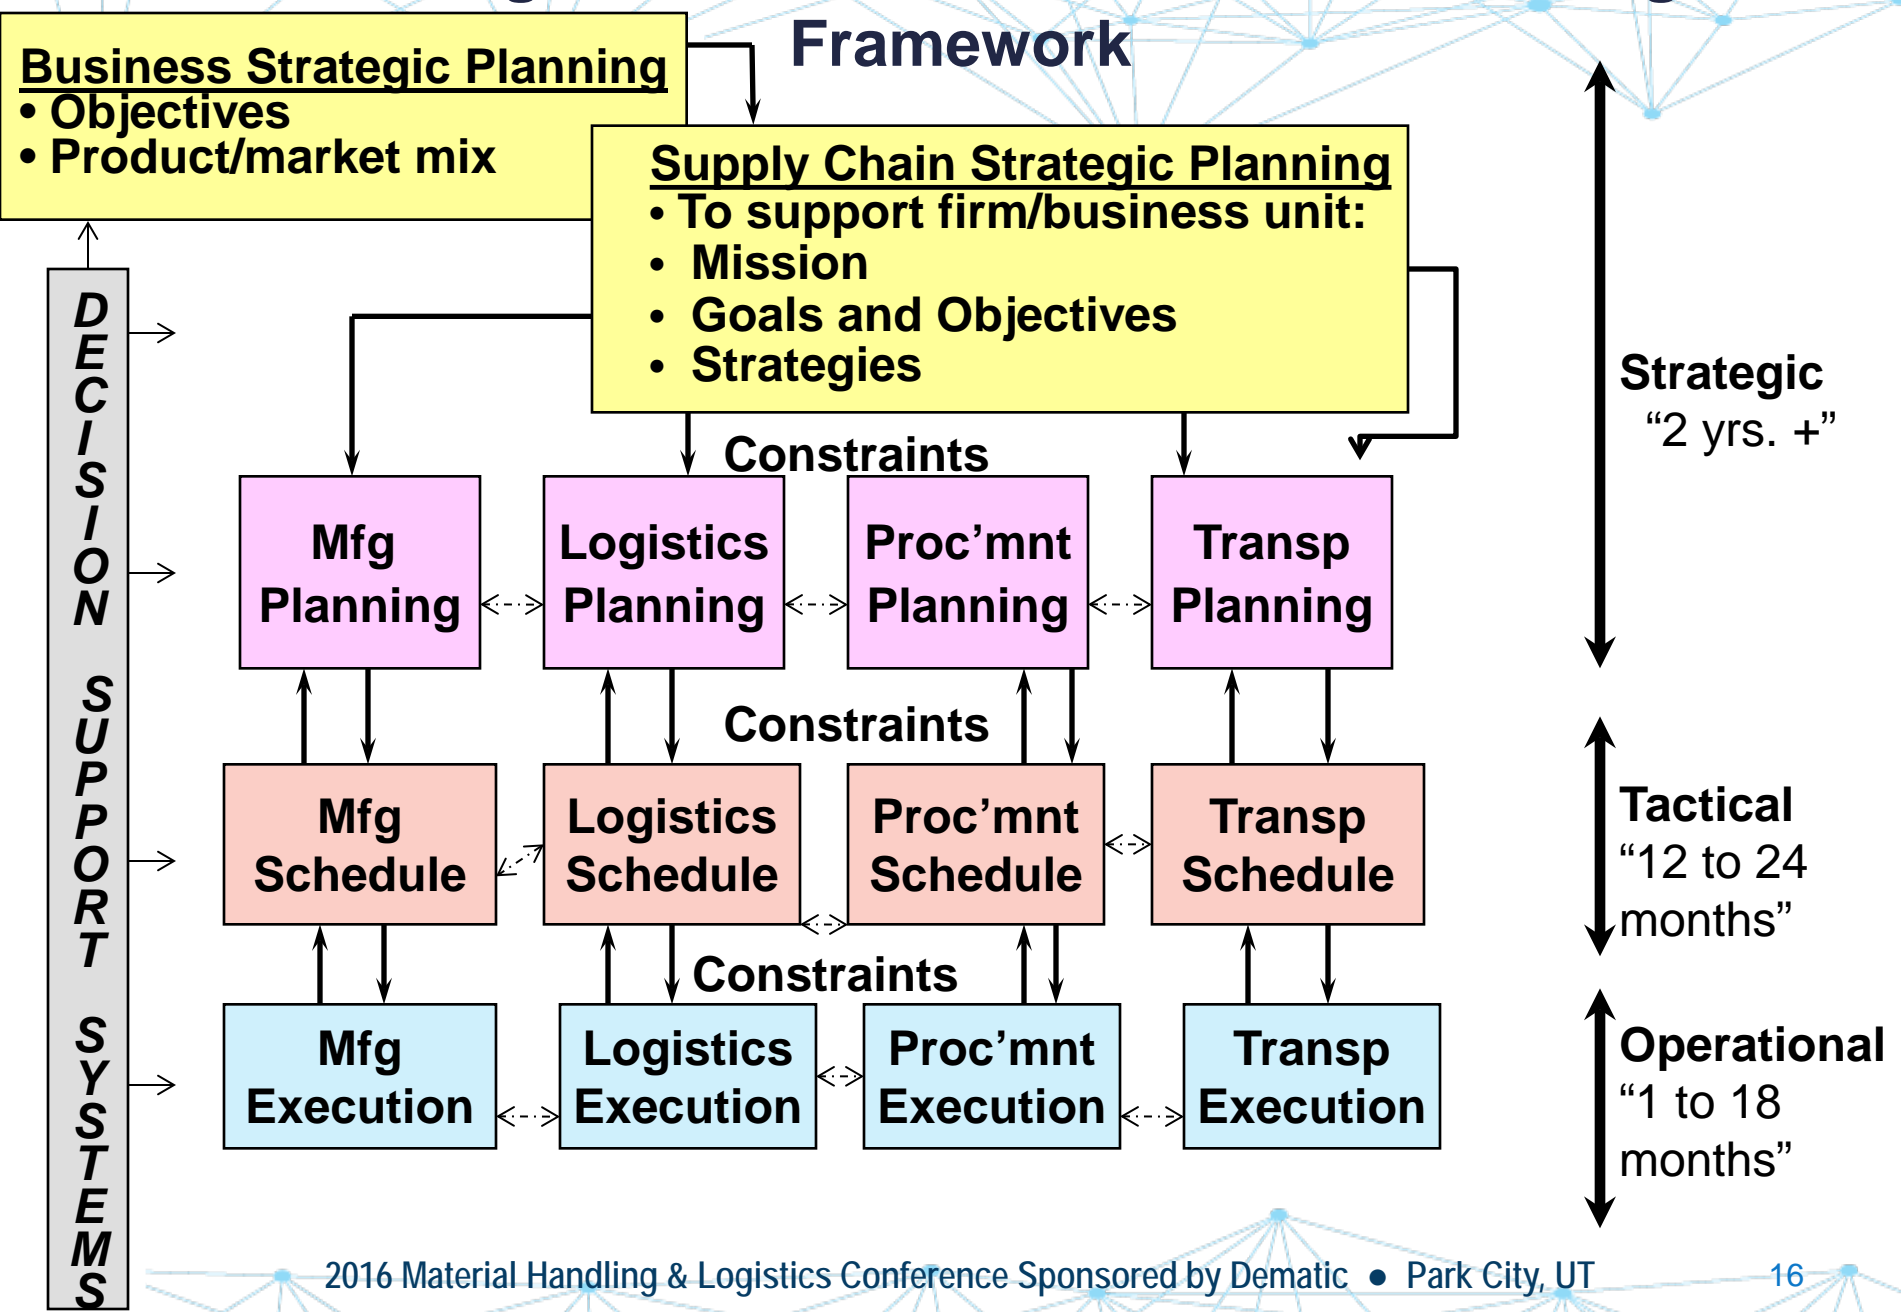 Framework
Business Strategic Planning
• Objectives
• Product/market mix
Supply Chain Strategic Planning
• To support firm/business unit:
• Mission
• Goals and Objectives
• Strategies
DECISION SUPPORT SYSTEMS
Strategic
“2 yrs. +”
Constraints
Mfg
Planning
Logistics
Planning
Proc’mnt
Planning
Transp
Planning
Constraints
Mfg
Schedule
Logistics
Schedule
Proc’mnt
Schedule
Transp
Schedule
Tactical
“12 to 24
months”
Constraints
Mfg
Execution
Logistics
Execution
Proc’mnt
Execution
Transp
Execution
Operational
“1 to 18
months”
2016 Material Handling & Logistics Conference Sponsored by Dematic ● Park City, UT
16